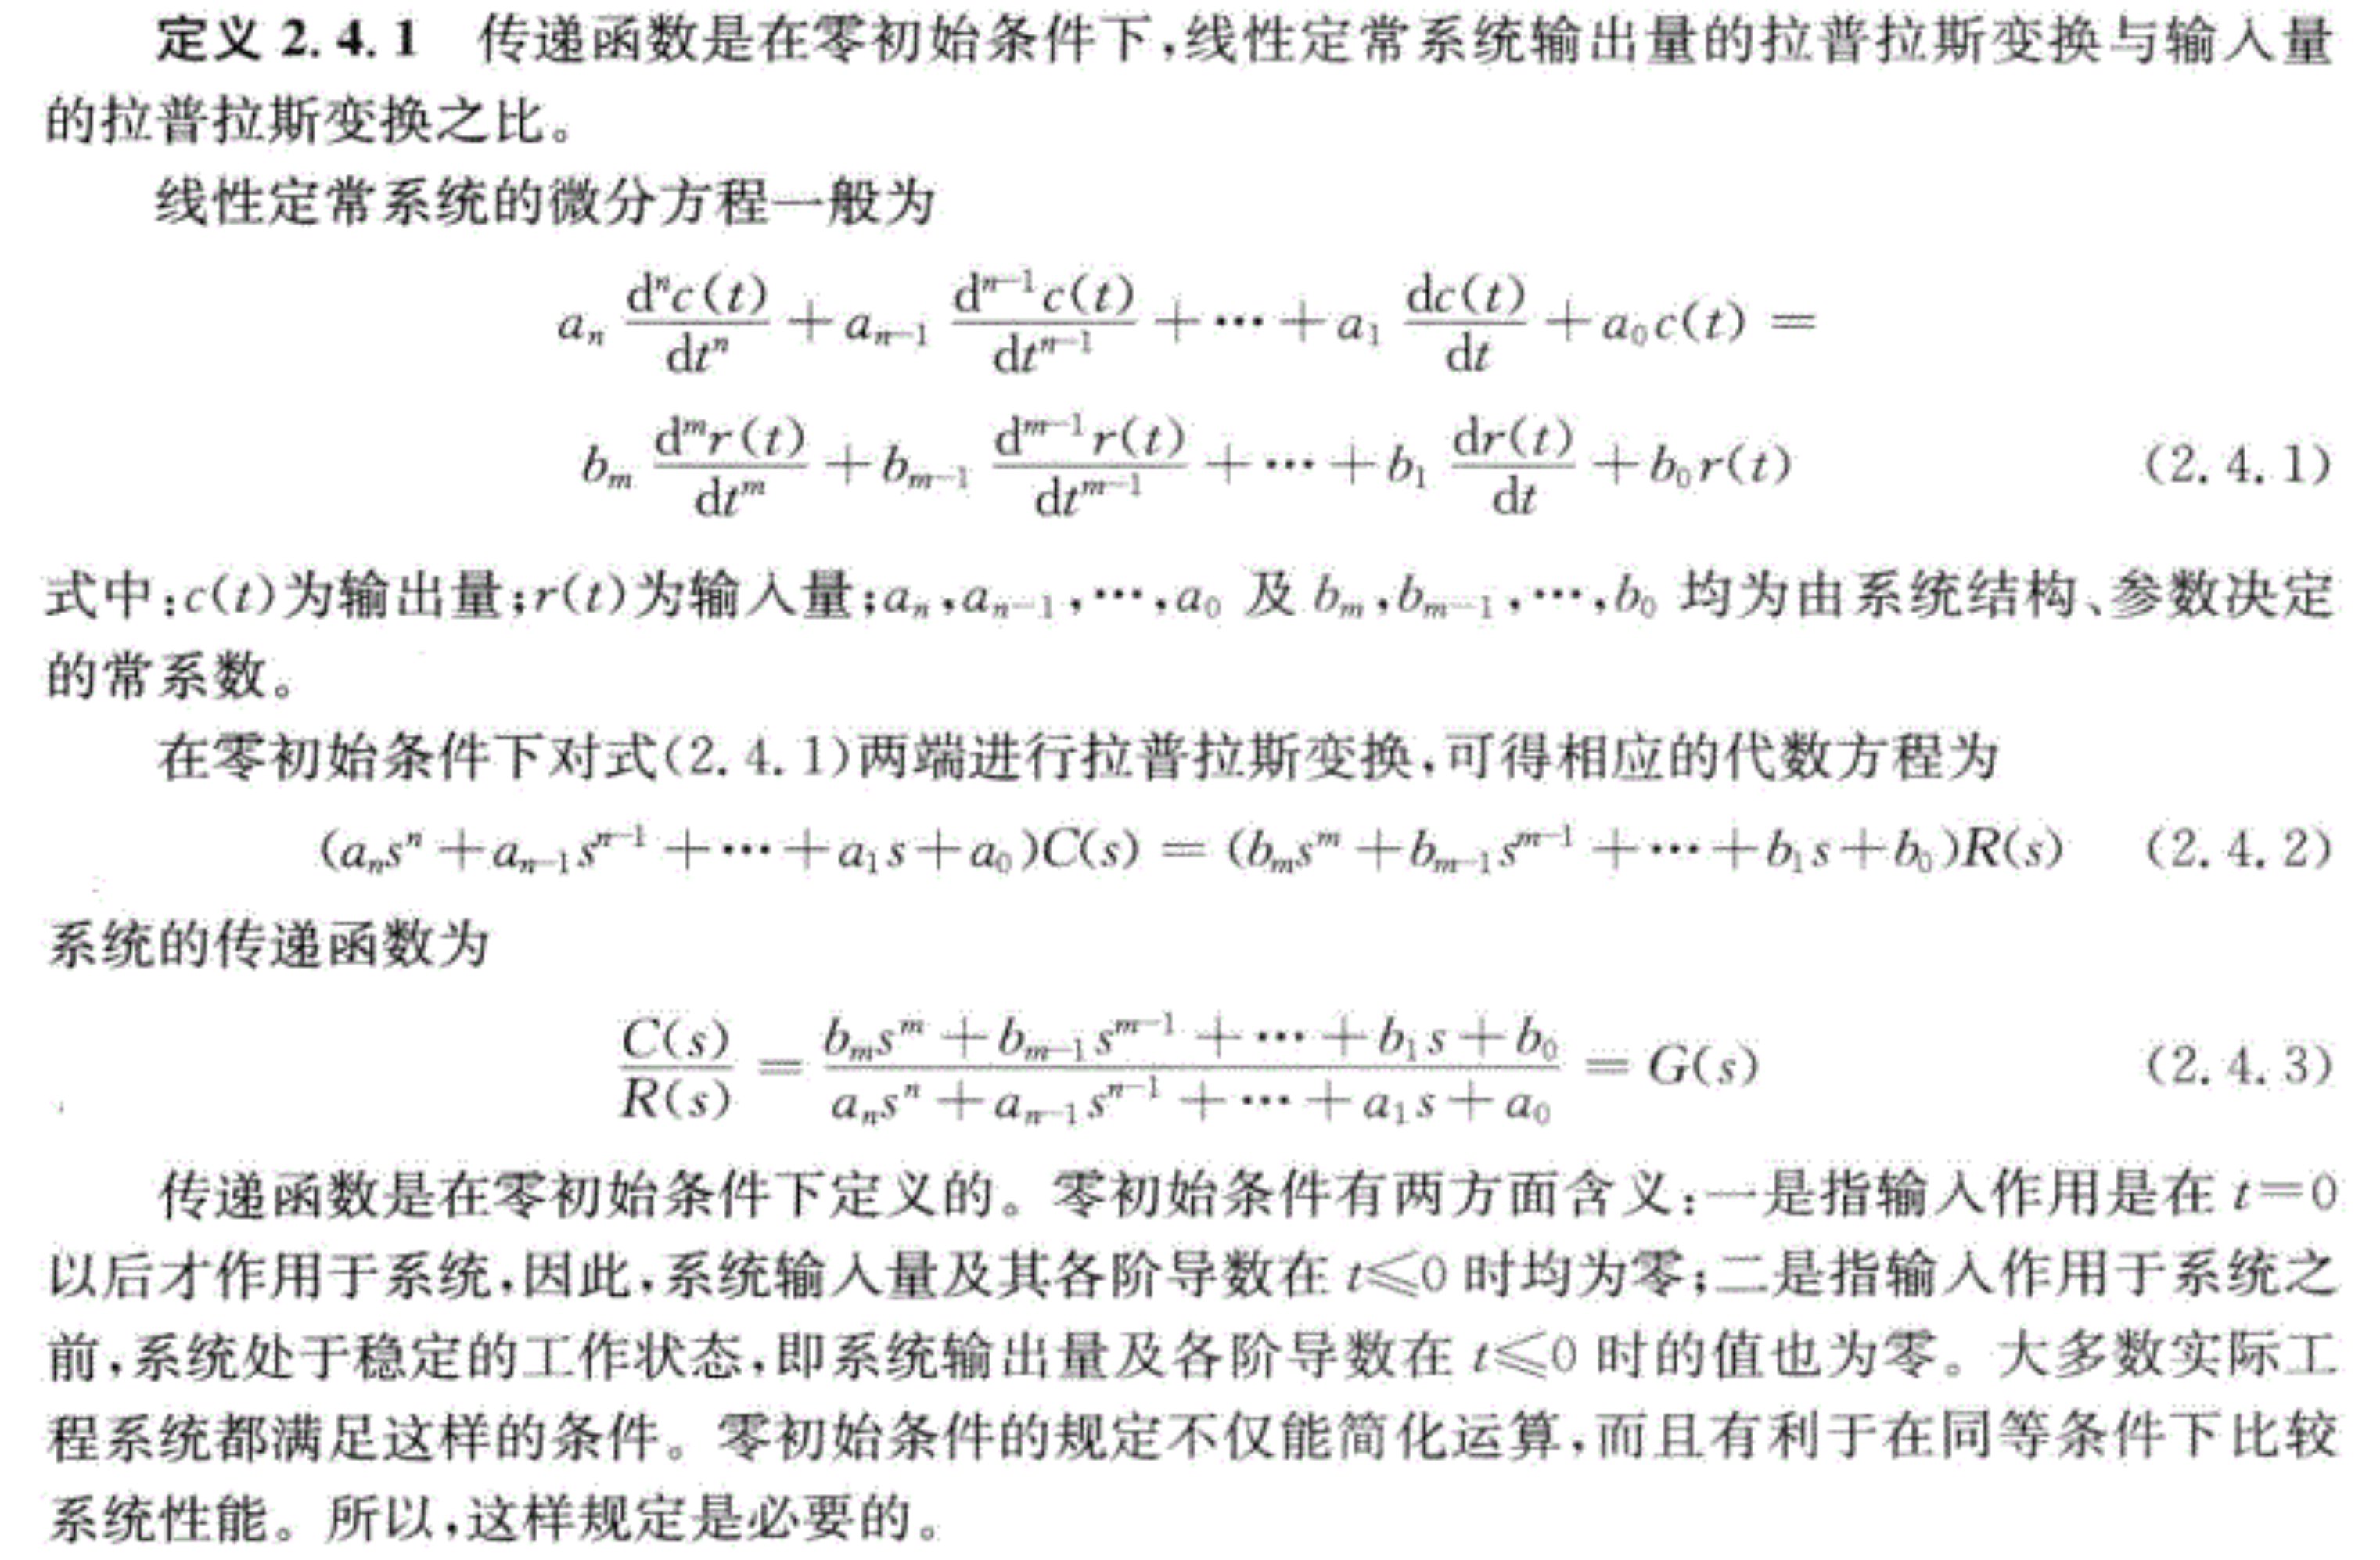 定义 2.4.1 传递函数是在零初始条件下,线性定常系统输出量的拉普拉斯变换与输入量
的拉普拉斯变换之比。
线性定常系统的微分方程一般为
$a_n \frac{\mathrm{d}^n c(t)}{\mathrm{d}t^n} + a_{n-1} \frac{\mathrm{d}^{n-1} c(t)}{\mathrm{d}t^{n-1}} + \cdots + a_1 \frac{\mathrm{d}c(t)}{\mathrm{d}t} + a_0 c(t) =$
$b_m \frac{\mathrm{d}^m r(t)}{\mathrm{d}t^m} + b_{m-1} \frac{\mathrm{d}^{m-1} r(t)}{\mathrm{d}t^{m-1}} + \cdots + b_1 \frac{\mathrm{d}r(t)}{\mathrm{d}t} + b_0 r(t)$ (2.4.1)
式中:$c(t)$为输出量;$r(t)$为输入量;$a_n,a_{n-1},\cdots,a_0$ 及 $b_m,b_{m-1},\cdots,b_0$ 均为由系统结构、参数决定
的常系数。
在零初始条件下对式(2.4.1)两端进行拉普拉斯变换,可得相应的代数方程为
$(a_n s^n + a_{n-1} s^{n-1} + \cdots + a_1 s + a_0)C(s) = (b_m s^m + b_{m-1} s^{m-1} + \cdots + b_1 s + b_0)R(s)$ (2.4.2)
系统的传递函数为
$\frac{C(s)}{R(s)} = \frac{b_m s^m + b_{m-1} s^{m-1} + \cdots + b_1 s + b_0}{a_n s^n + a_{n-1} s^{n-1} + \cdots + a_1 s + a_0} = G(s)$ (2.4.3)
传递函数是在零初始条件下定义的。零初始条件有两方面含义:一是指输入作用是在 $t=0$
以后才作用于系统,因此,系统输入量及其各阶导数在 $t\leqslant 0$ 时均为零;二是指输入作用于系统之
前,系统处于稳定的工作状态,即系统输出量及各阶导数在 $t\leqslant 0$ 时的值也为零。大多数实际工
程系统都满足这样的条件。零初始条件的规定不仅能简化运算,而且有利于在同等条件下比较
系统性能。所以,这样规定是必要的。